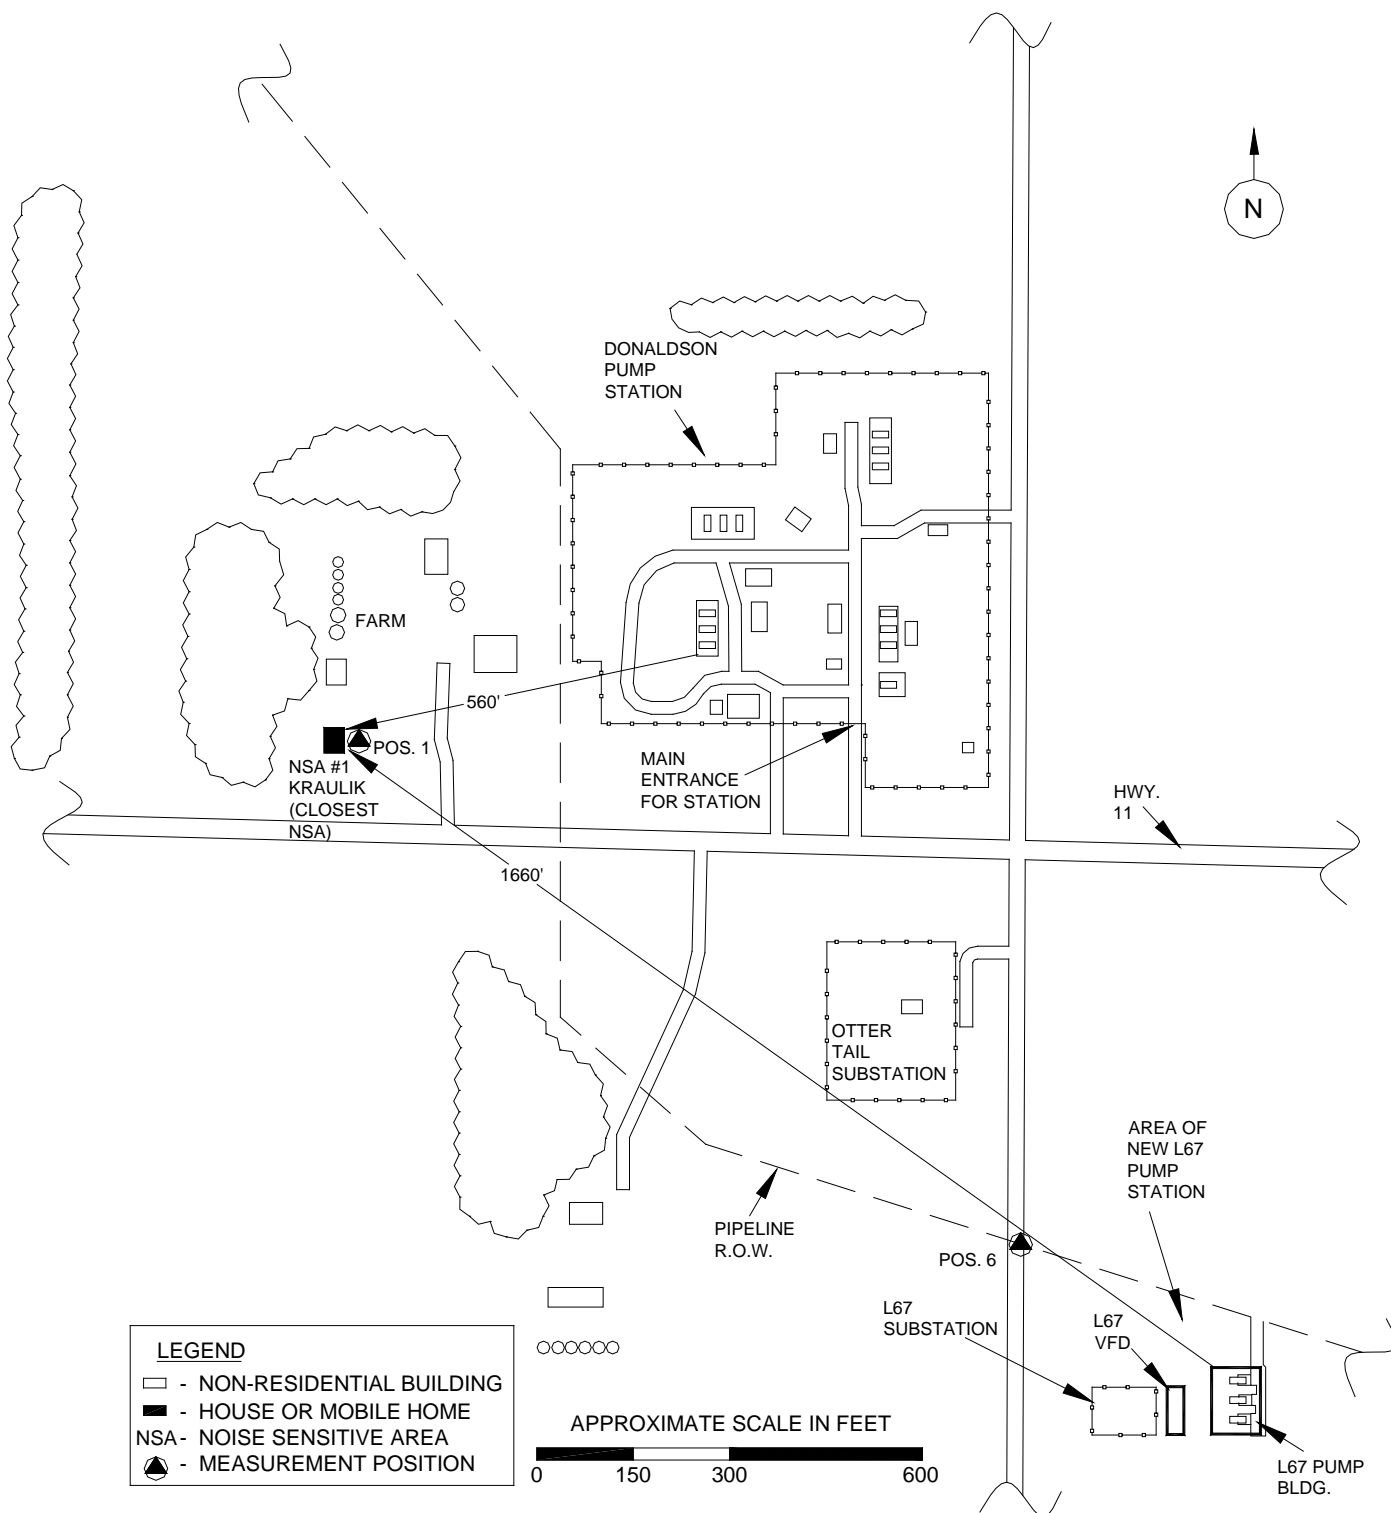 N
DONALDSON
PUMP
STATION
FARM
560'
POS. 1
NSA #1
KRAULIK
(CLOSEST
NSA)
MAIN
ENTRANCE
FOR STATION
HWY.
11
1660'
OTTER
TAIL
SUBSTATION
AREA OF
NEW L67
PUMP
STATION
PIPELINE
R.O.W.
POS. 6
L67
SUBSTATION
L67
VFD
L67 PUMP
BLDG.
LEGEND
- NON-RESIDENTIAL BUILDING
- HOUSE OR MOBILE HOME
NSA - NOISE SENSITIVE AREA
- MEASUREMENT POSITION
APPROXIMATE SCALE IN FEET
0 150 300 600